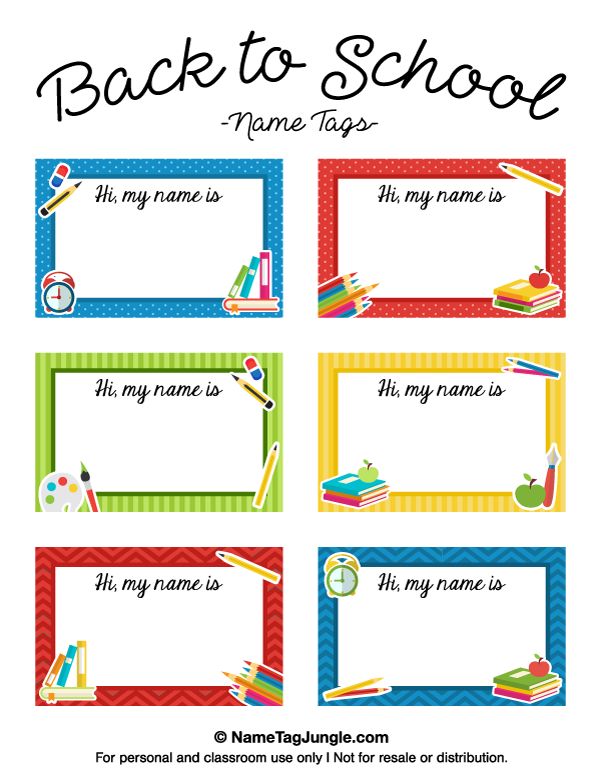 Back to School
-Name Tags-
Hi, my name is
Hi, my name is
Hi, my name is
Hi, my name is
Hi, my name is
Hi, my name is
© NameTagJungle.com
For personal and classroom use only | Not for resale or distribution.